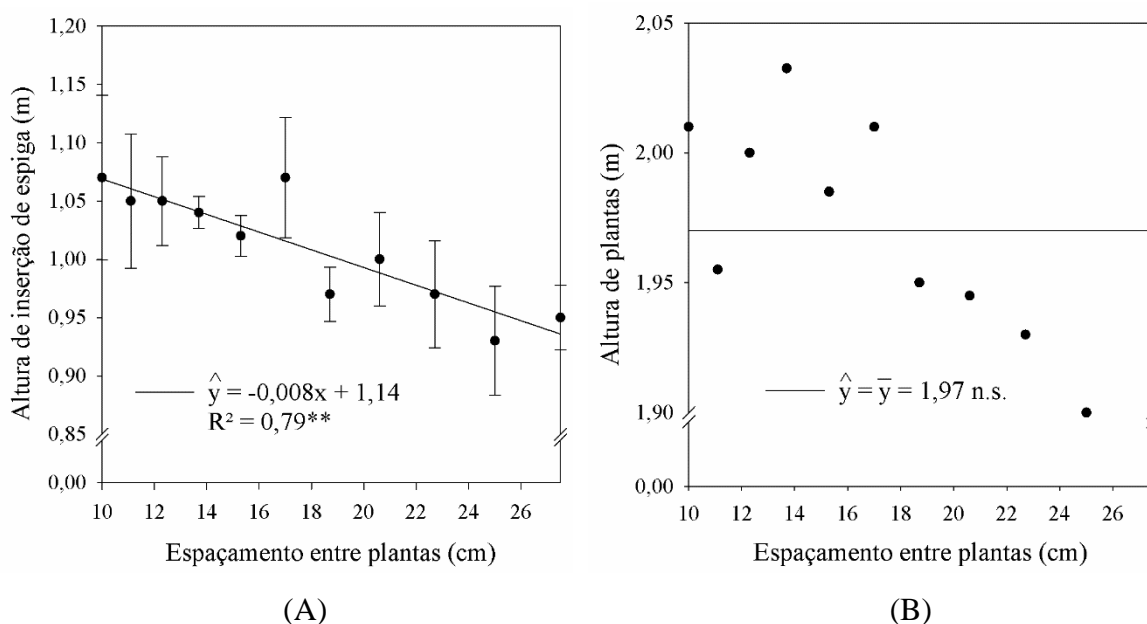 Altura de inserção de espiga (m)
1,20
1,15
1,10
1,05
1,00
0,95
0,90
0,85
0,00
ŷ = -0,008x + 1,14
R² = 0,79**
10 12 14 16 18 20 22 24 26
Espaçamento entre plantas (cm)
(A)
Altura de plantas (m)
2,05
2,00
1,95
1,90
0,00
ŷ = y̅ = 1,97 n.s.
10 12 14 16 18 20 22 24 26
Espaçamento entre plantas (cm)
(B)